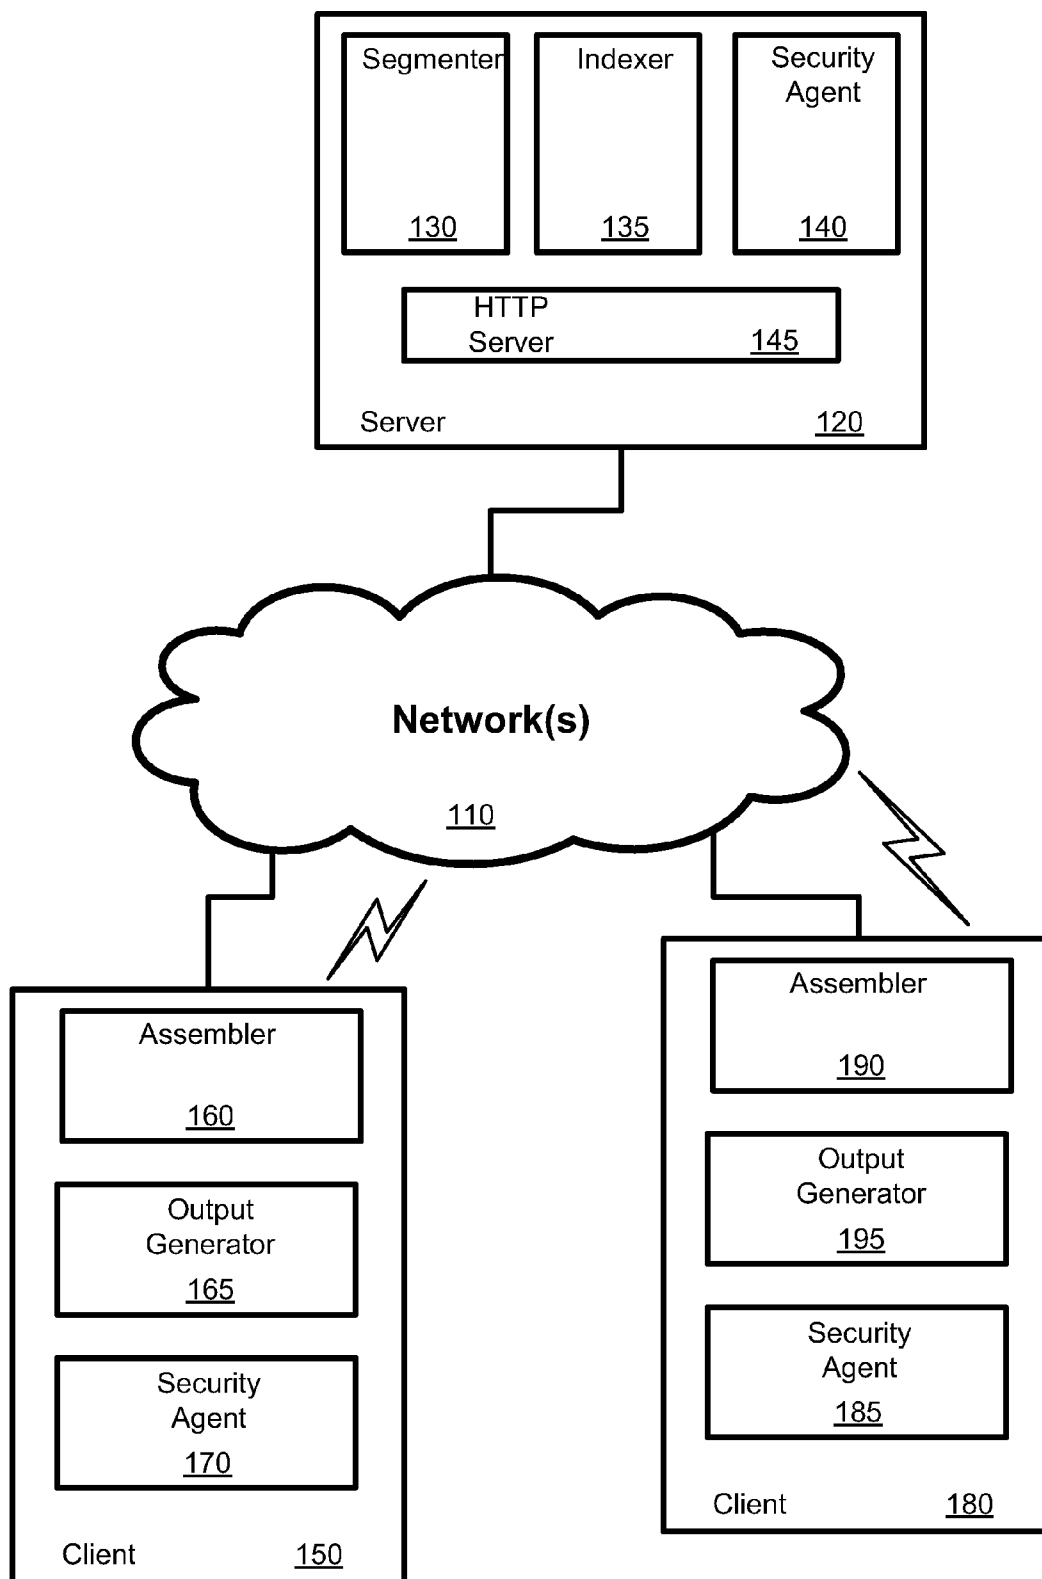 Segmenter
130
Indexer
135
Security
Agent
140
HTTP
Server
145
Server
120
Network(s)
110
Assembler
160
Output
Generator
165
Security
Agent
170
Client
150
Assembler
190
Output
Generator
195
Security
Agent
185
Client
180